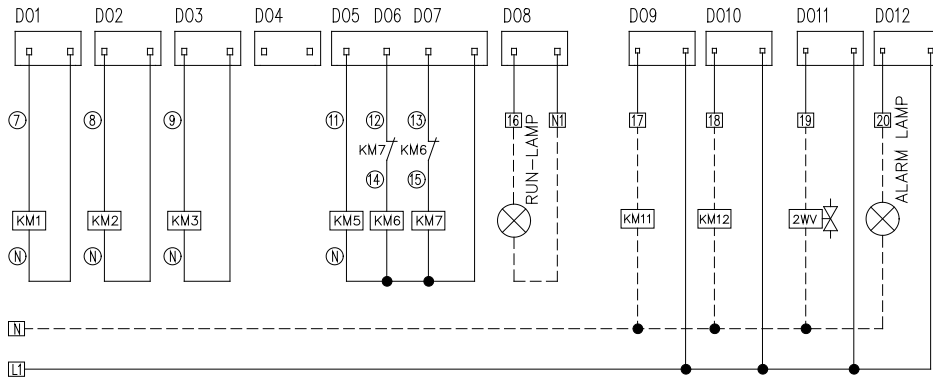 DO1 DO2 DO3 DO4 DO5 DO6 DO7 DO8 DO9 DO10 DO11 DO12
7 8 9 11 12 13 16 N1 17 18 19 20
KM7 KM6
14 15
RUN-LAMP
ALARM LAMP
KM1 KM2 KM3 KM5 KM6 KM7 KM11 KM12 2WV
N N N N
N
L1